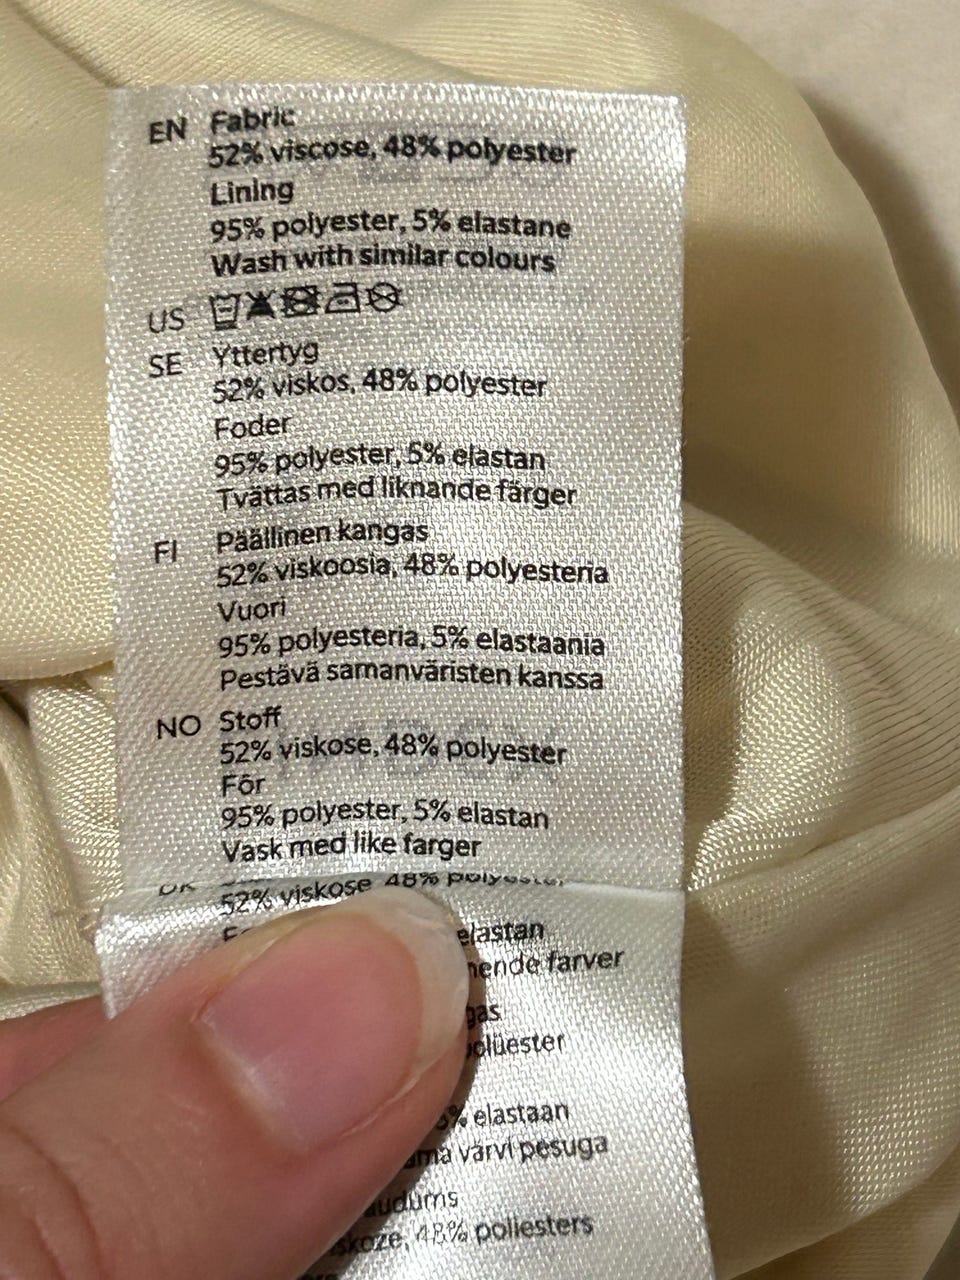 EN Fabric
52% viscose, 48% polyester
Lining
95% polyester, 5% elastane
Wash with similar colours
US
SE Yttertyg
52% viskos, 48% polyester
Foder
95% polyester, 5% elastan
Tvättas med liknande färger
FI Päällinen kangas
52% viskoosia, 48% polyesteria
Vuori
95% polyesteria, 5% elastaania
Pestävä samanväristen kanssa
NO Stoff
52% viskose, 48% polyester
Fôr
95% polyester, 5% elastan
Vask med like farger
DK
52% viskose 48% polyester
elastan
farver
elastaan
värvi pesuga
48% poliesters